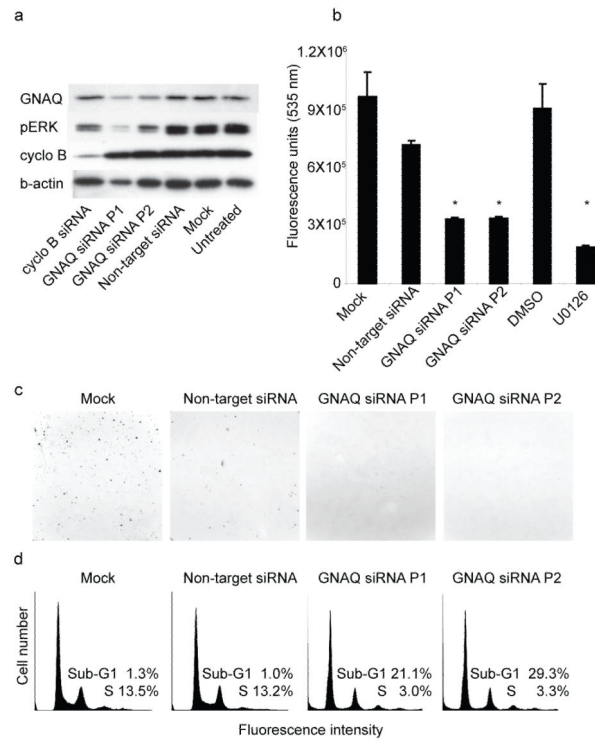 a
GNAQ
pERK
cyclo B
b-actin
cyclo B siRNA
GNAQ siRNA P1
GNAQ siRNA P2
Non-target siRNA
Mock
Untreated
b
Fluorescence units (535 nm)
1.2X10⁶
9X10⁵
6X10⁵
3X10⁵
0
* * *
Mock
Non-target siRNA
GNAQ siRNA P1
GNAQ siRNA P2
DMSO
U0126
c
Mock Non-target siRNA GNAQ siRNA P1 GNAQ siRNA P2
d
Mock Non-target siRNA GNAQ siRNA P1 GNAQ siRNA P2
Cell number
Sub-G1 1.3% Sub-G1 1.0% Sub-G1 21.1% Sub-G1 29.3%
S 13.5% S 13.2% S 3.0% S 3.3%
Fluorescence intensity